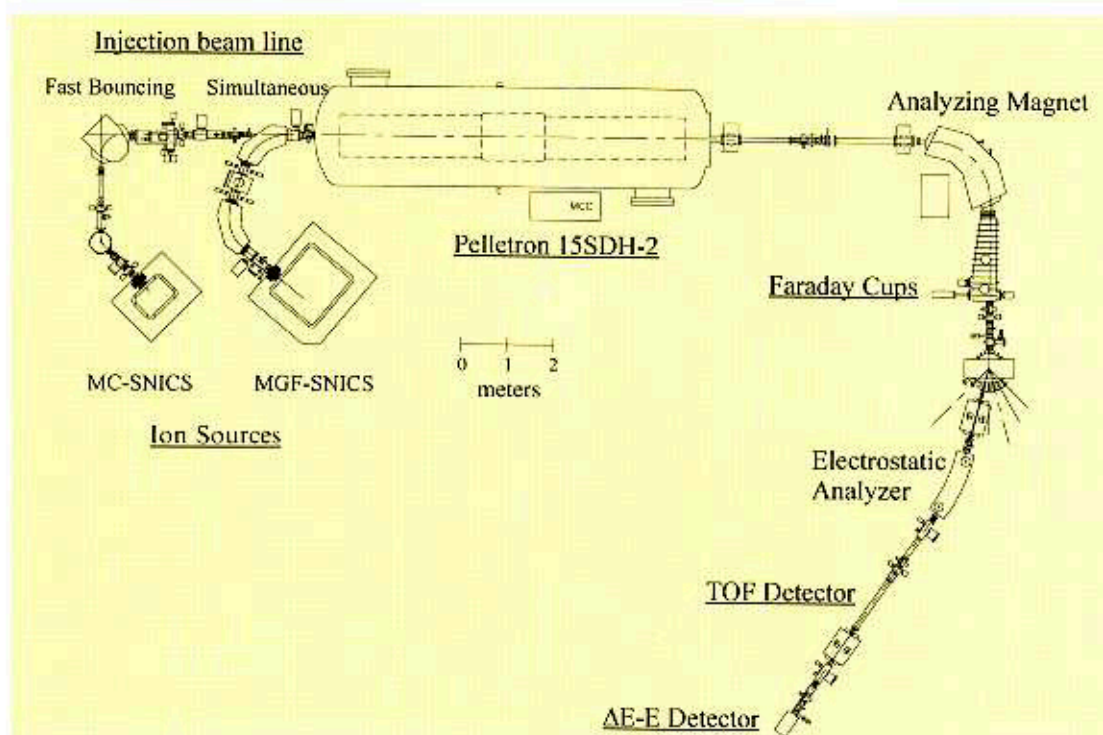 Injection beam line
Fast Bouncing
Simultaneous
Analyzing Magnet
MCC
Pelletron 15SDH-2
Faraday Cups
0 1 2
meters
MC-SNICS
MGF-SNICS
Ion Sources
Electrostatic
Analyzer
TOF Detector
ΔE-E Detector